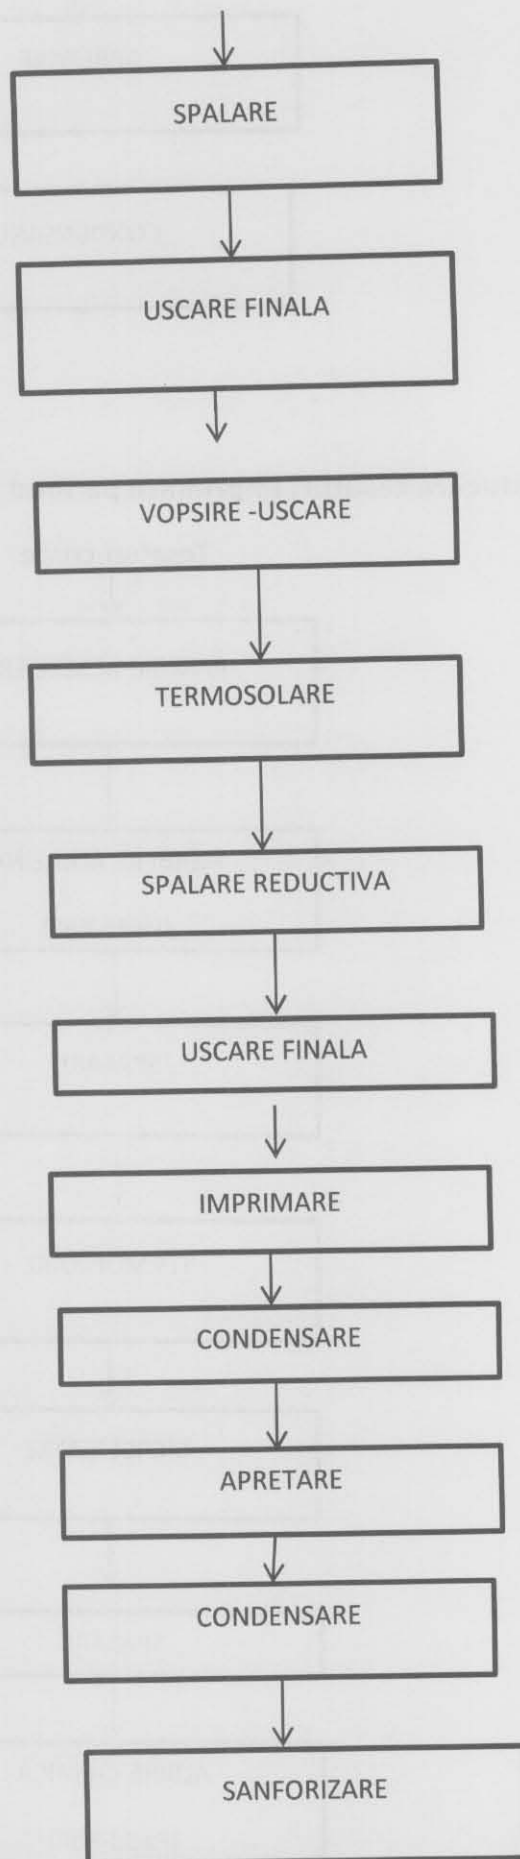 SPALARE
USCARE FINALA
VOPSIRE -USCARE
TERMOSOLARE
SPALARE REDUCTIVA
USCARE FINALA
IMPRIMARE
CONDENSARE
APRETARE
CONDENSARE
SANFORIZARE